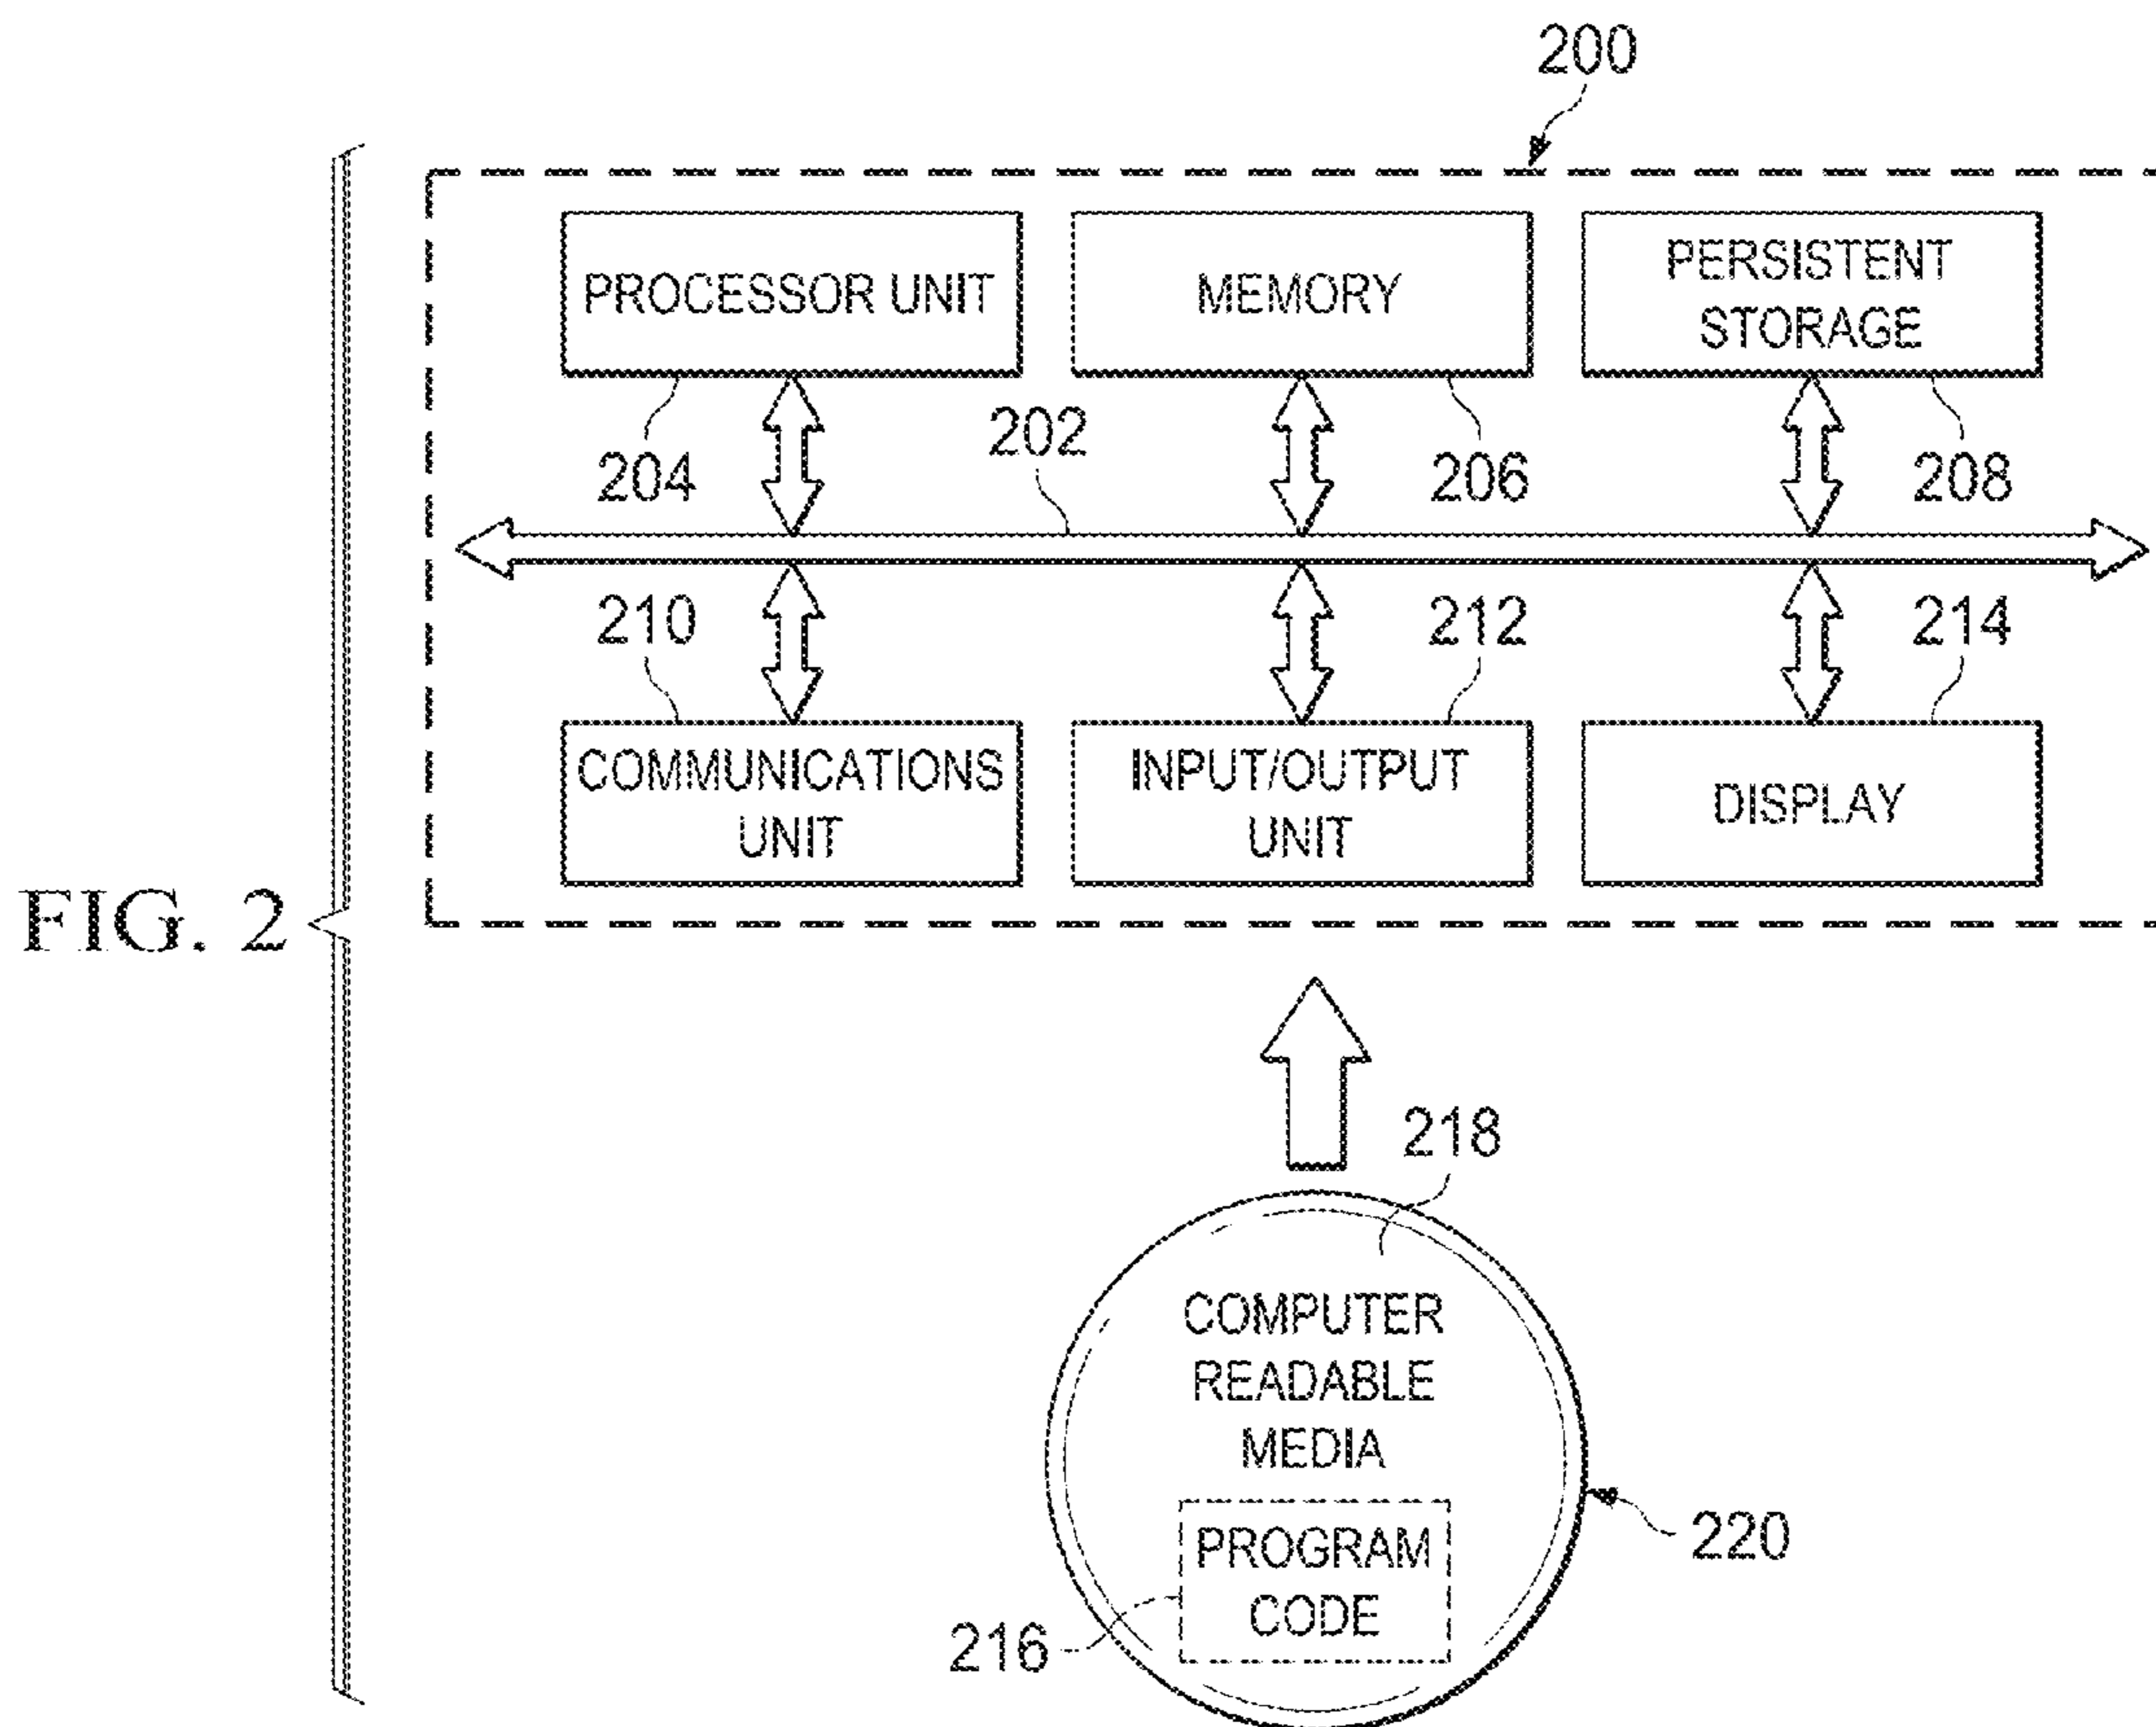 200
PROCESSOR UNIT
MEMORY
PERSISTENT
STORAGE
204
202
206
208
210
212
214
COMMUNICATIONS
UNIT
INPUT/OUTPUT
UNIT
DISPLAY
FIG. 2
218
COMPUTER
READABLE
MEDIA
PROGRAM
CODE
220
216